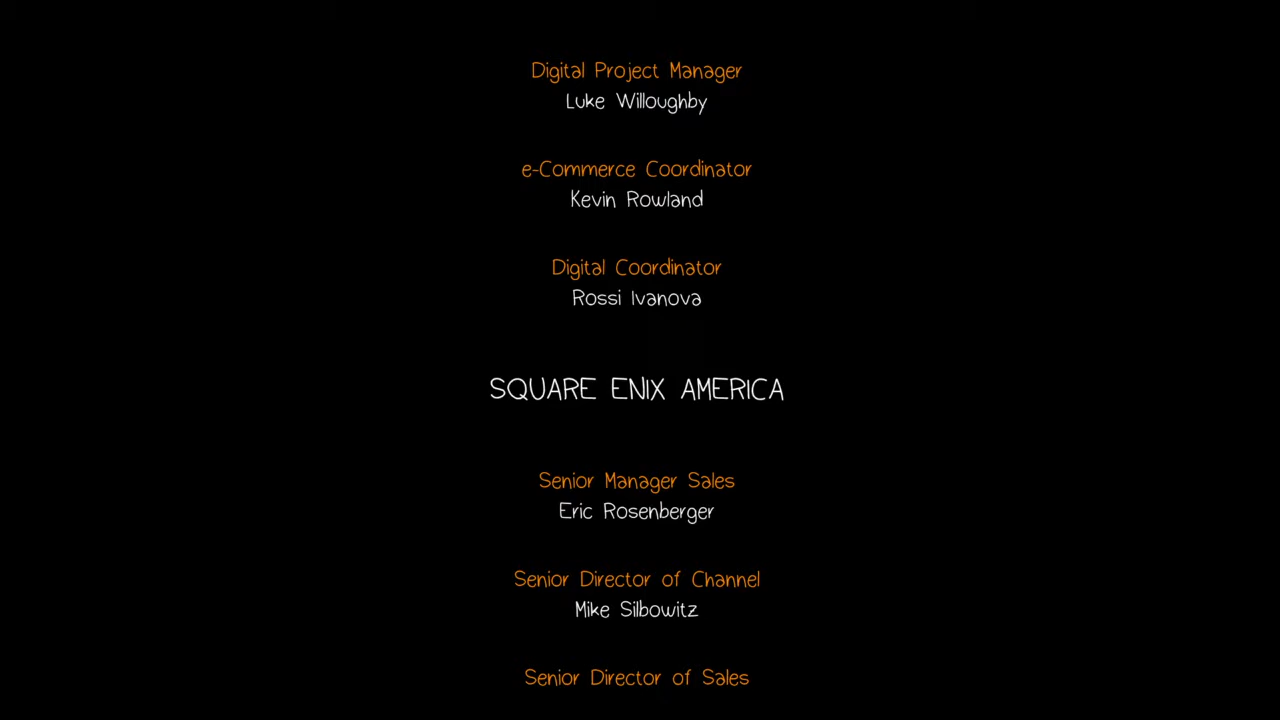 Digital Project Manager
Luke Willoughby
e-Commerce Coordinator
Kevin Rowland
Digital Coordinator
Rossi Ivanova
SQUARE ENIX AMERICA
Senior Manager Sales
Eric Rosenberger
Senior Director of Channel
Mike Silbowitz
Senior Director of Sales